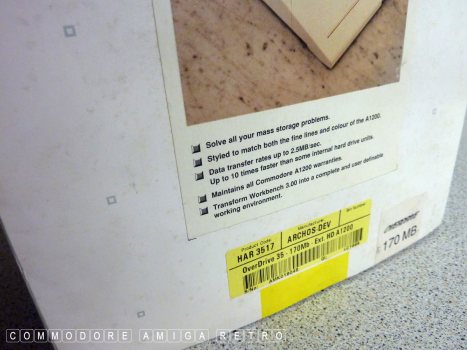 Solve all your mass storage problems.
Styled to match both the fine lines and colour of the A1200.
Data transfer rates up to 2.5MB/sec.
Up to 10 times faster than some internal hard drive units.
Maintains all Commodore A1200 warranties.
Transform Workbench 3.00 into a complete and user definable
working environment.
Product Code
HAR 3517
Manufacturer
ARCHOS-DEV
OverDrive 35 - 170Mb - Ext. HD A1200
170 MB
COMMODORE AMIGA RETRO